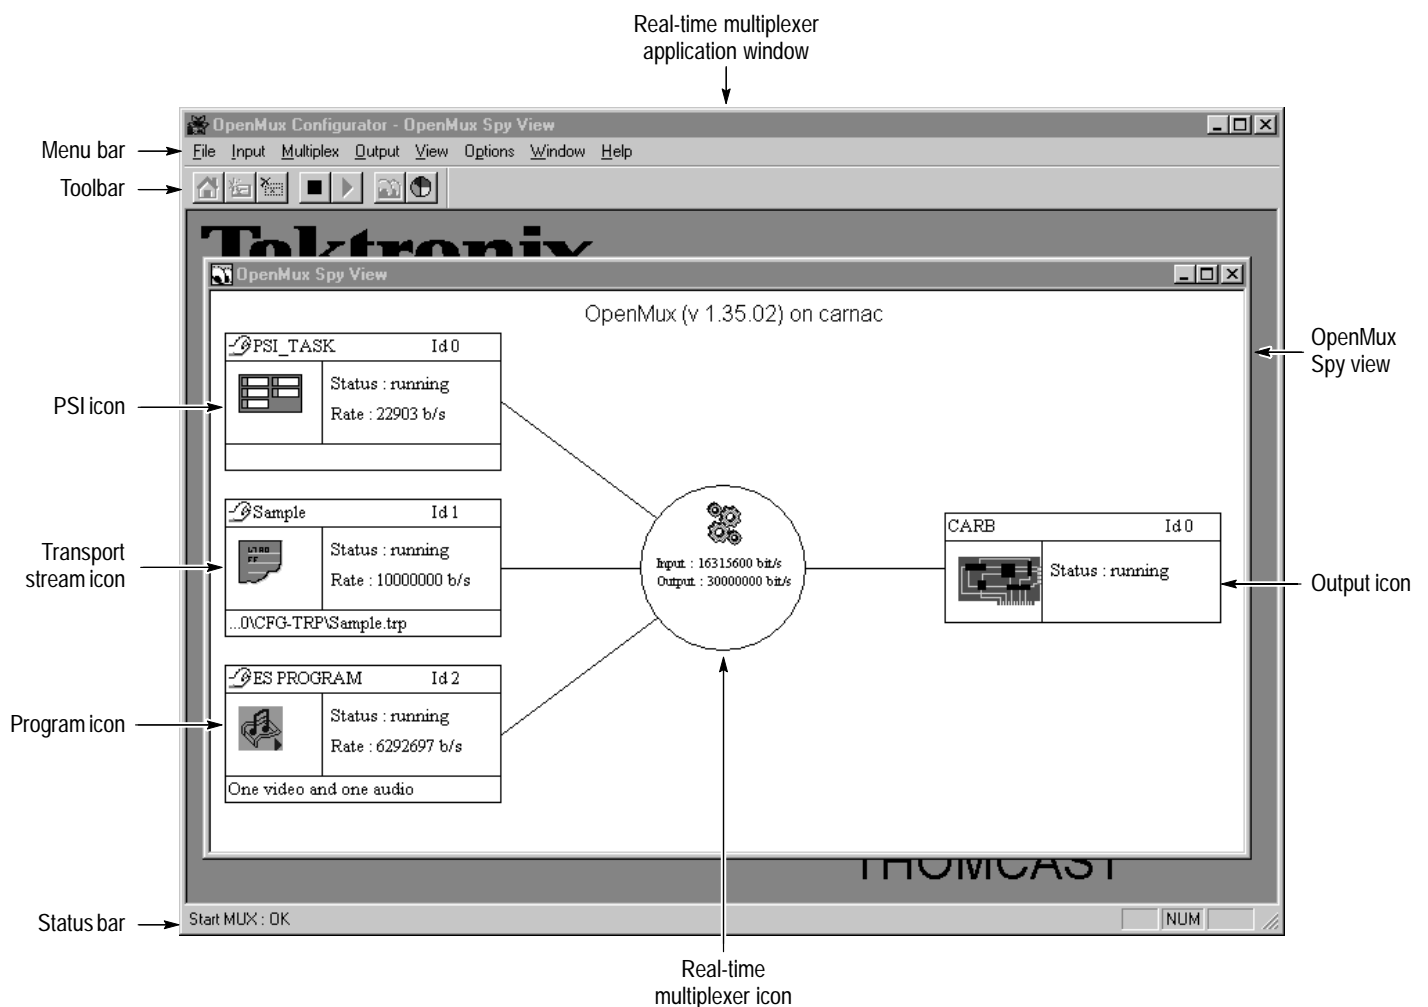 Real-time multiplexer
application window
OpenMux Configurator - OpenMux Spy View
Menu bar
File Input Multiplex Output View Options Window Help
Toolbar
Tektronix
OpenMux Spy View
OpenMux (v 1.35.02) on carnac
OpenMux
Spy view
PSI_TASK Id 0
PSI icon
Status : running
Rate : 22903 b/s
Sample Id 1
Transport
stream icon
Status : running
Rate : 10000000 b/s
...0\CFG-TRP\Sample.trp
Input : 16315600 bit/s
Output : 30000000 bit/s
CARB Id 0
Status : running
Output icon
ES PROGRAM Id 2
Program icon
Status : running
Rate : 6292697 b/s
One video and one audio
THOMCAST
Status bar
Start MUX : OK
NUM
Real-time
multiplexer icon